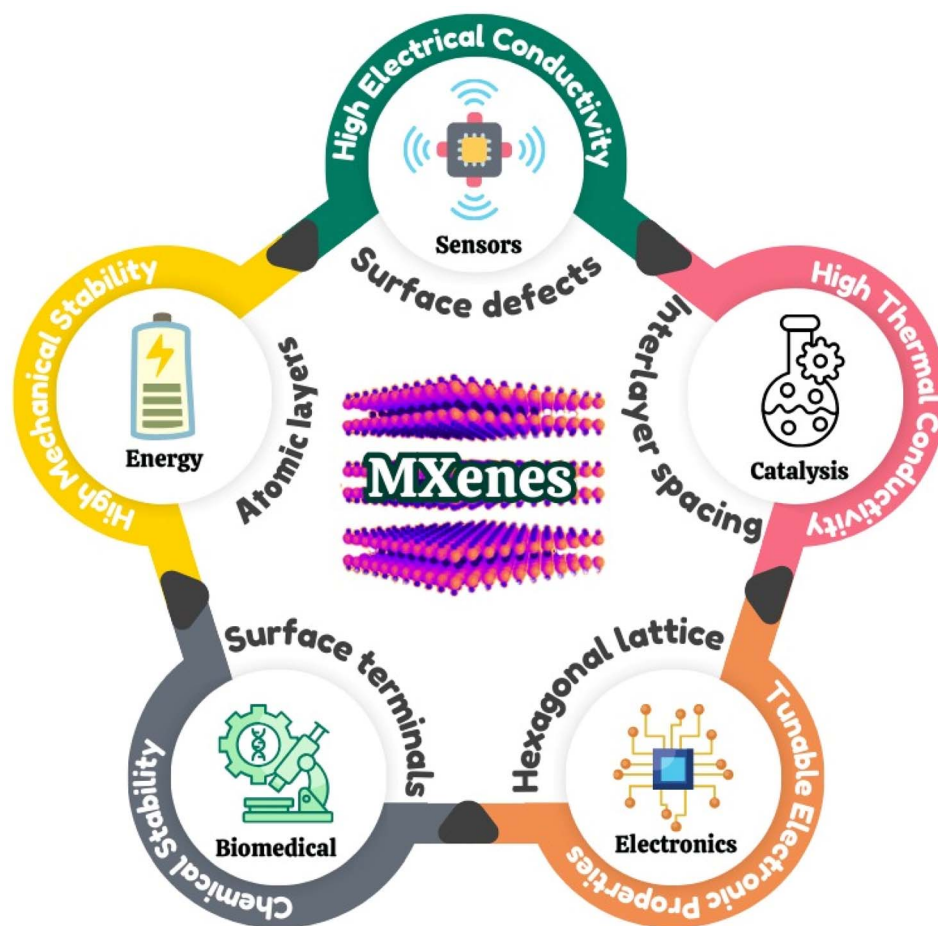 High Electrical Conductivity
Sensors
Surface defects
High Thermal Conductivity
Catalysis
Interlayer spacing
Tunable Electronic Properties
Electronics
Hexagonal lattice
Chemical Stability
Biomedical
Surface terminals
High Mechanical Stability
Energy
Atomic layers
MXenes